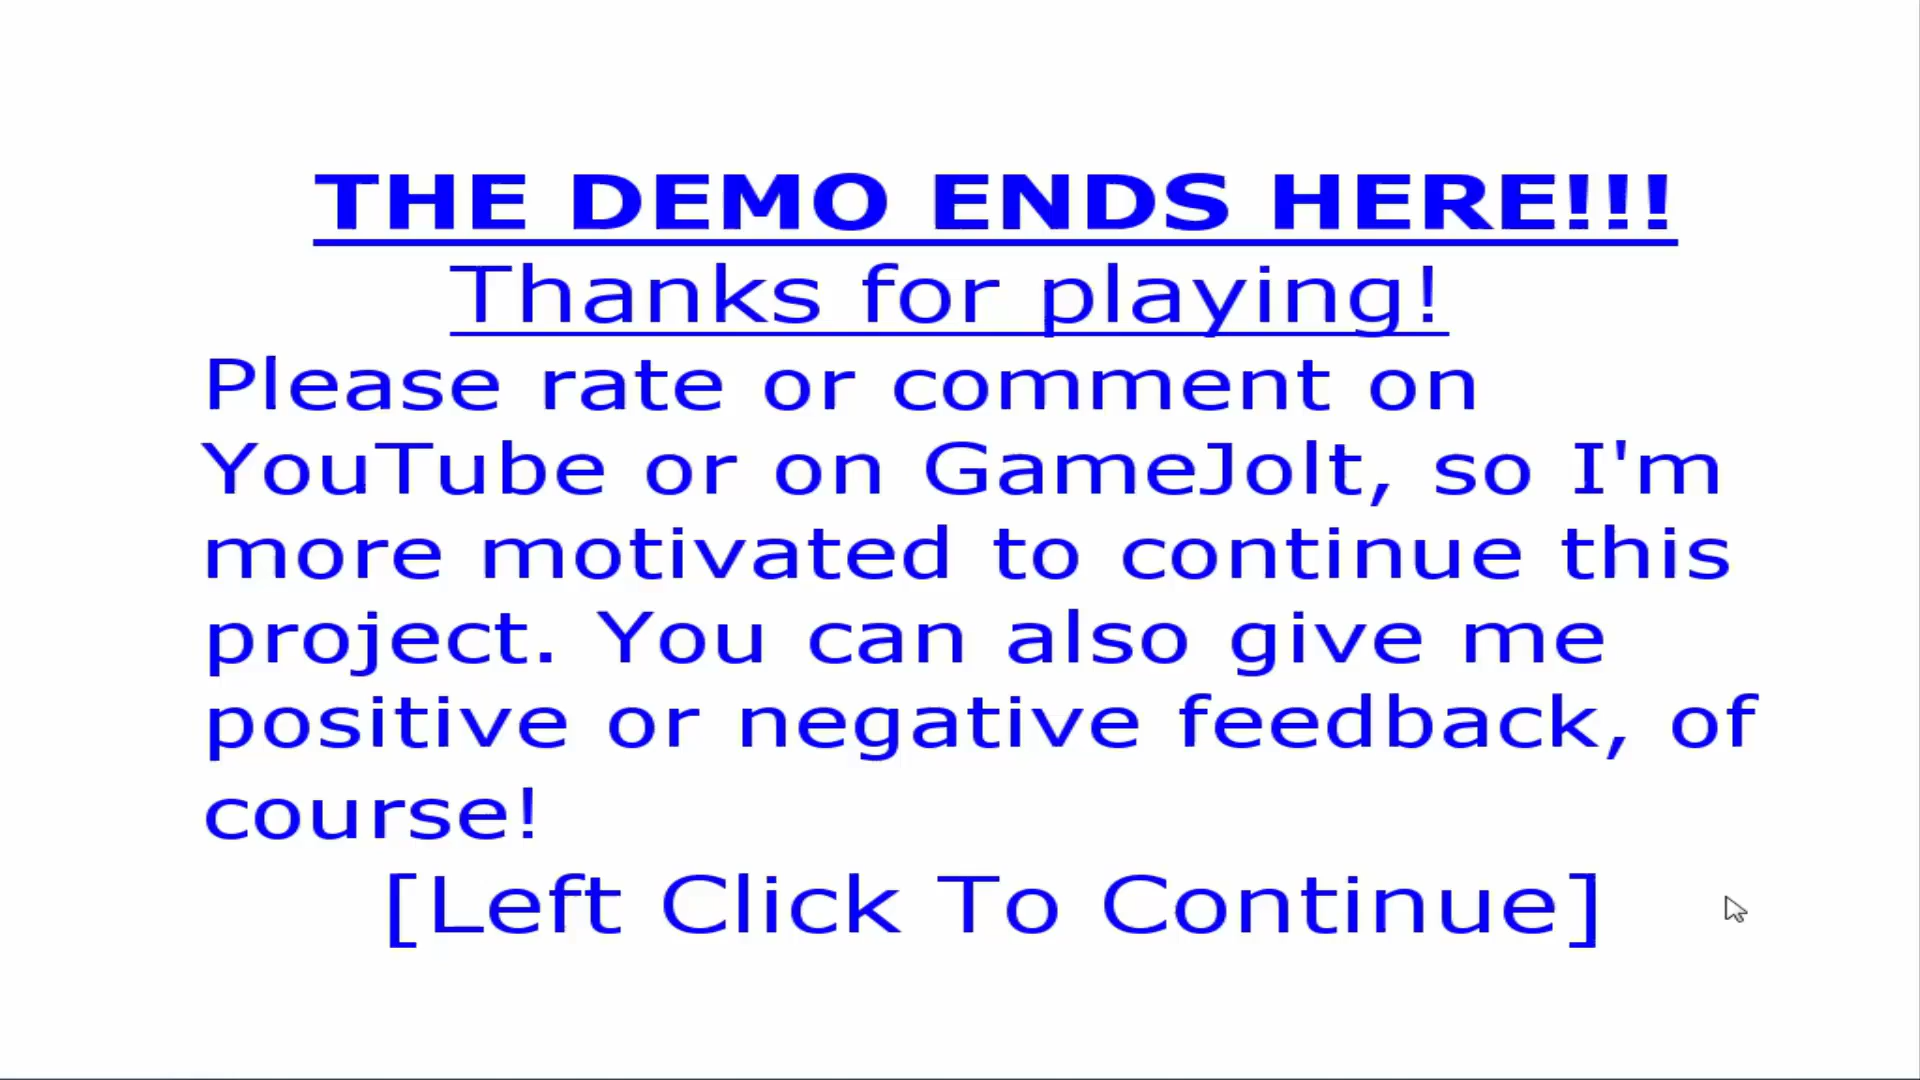 THE DEMO ENDS HERE!!!
Thanks for playing!
Please rate or comment on
YouTube or on GameJolt, so I'm
more motivated to continue this
project. You can also give me
positive or negative feedback, of
course!
[Left Click To Continue]